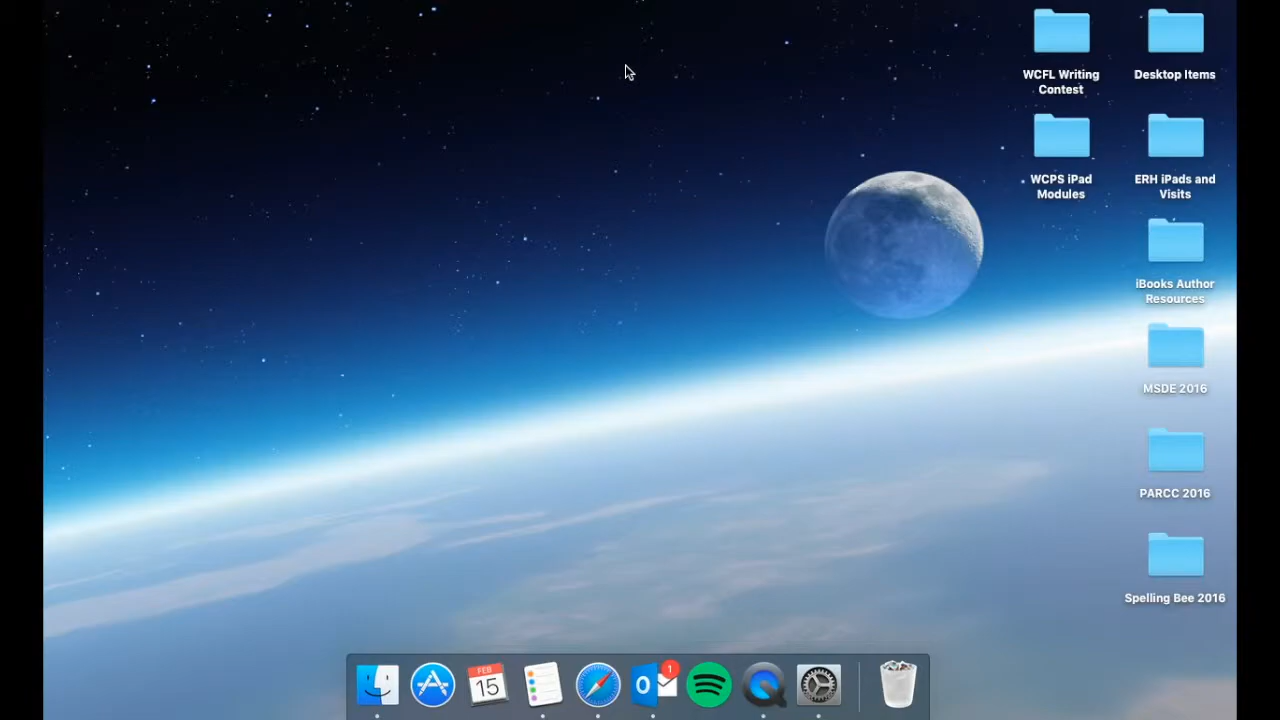 WCFL Writing
Contest
Desktop Items
WCPS iPad
Modules
ERH iPads and
Visits
iBooks Author
Resources
MSDE 2016
PARCC 2016
Spelling Bee 2016
FEB
15
O
1